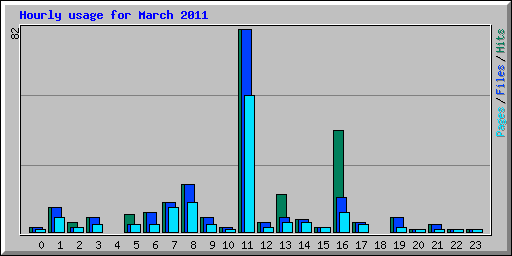 Hourly usage for March 2011
82
Pages/Files/Hits
0 1 2 3 4 5 6 7 8 9 10 11 12 13 14 15 16 17 18 19 20 21 22 23